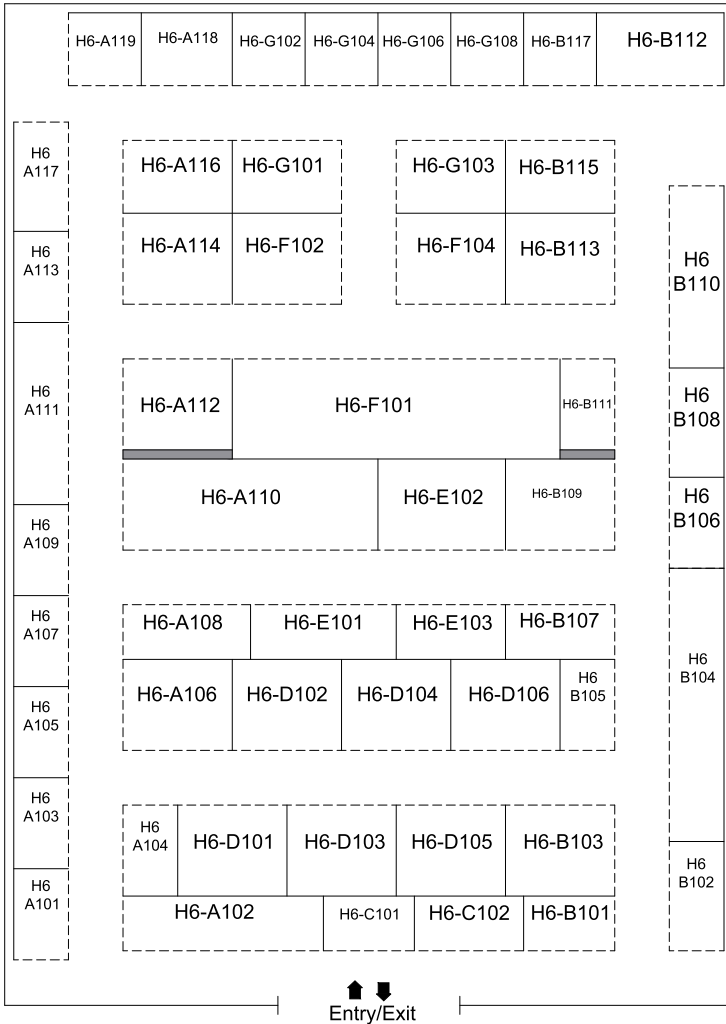 H6-A119
H6-A118
H6-G102
H6-G104
H6-G106
H6-G108
H6-B117
H6-B112
H6
A117
H6-A116
H6-G101
H6-G103
H6-B115
H6
A113
H6-A114
H6-F102
H6-F104
H6-B113
H6
B110
H6
A111
H6-A112
H6-F101
H6-B111
H6
B108
H6-A110
H6-E102
H6-B109
H6
B106
H6
A109
H6
A107
H6-A108
H6-E101
H6-E103
H6-B107
H6
A105
H6-A106
H6-D102
H6-D104
H6-D106
H6
B105
H6
B104
H6
A103
H6
A104
H6-D101
H6-D103
H6-D105
H6-B103
H6
A101
H6-A102
H6-C101
H6-C102
H6-B101
H6
B102
Entry/Exit